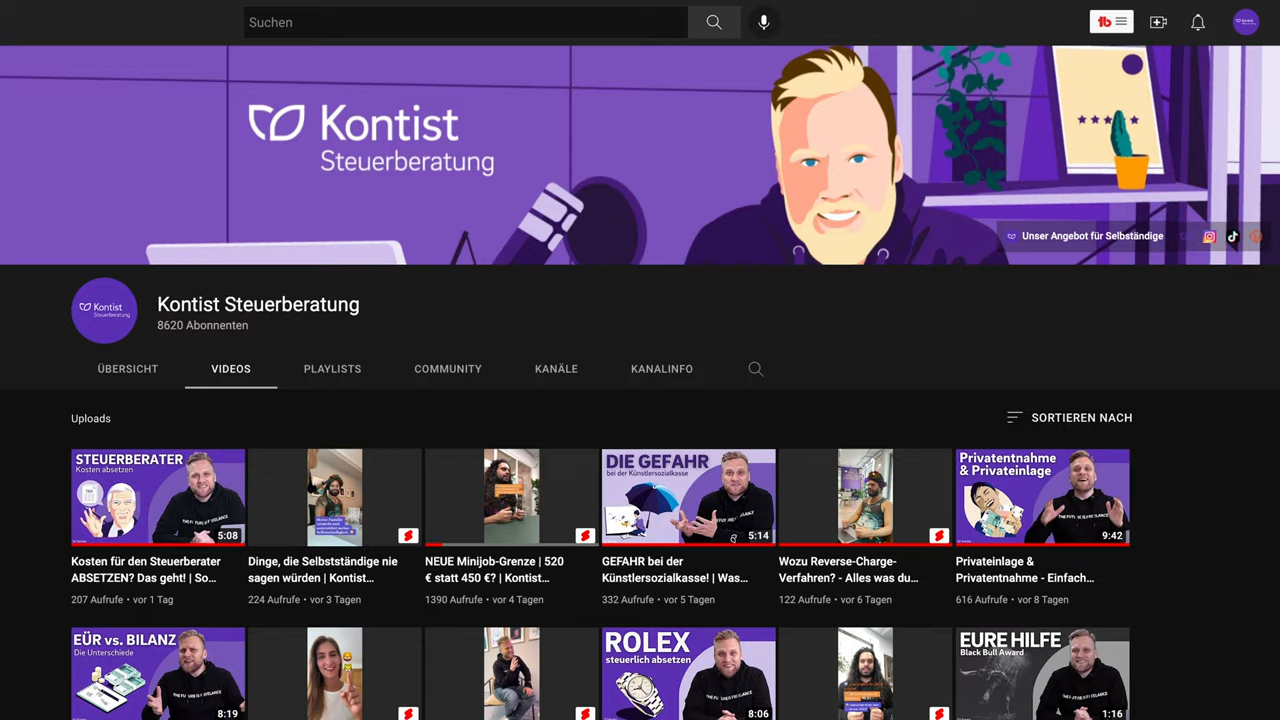 Suchen
Kontist
Steuerberatung
Unser Angebot für Selbständige
Kontist
Steuerberatung
Kontist Steuerberatung
8620 Abonnenten
ÜBERSICHT
VIDEOS
PLAYLISTS
COMMUNITY
KANÄLE
KANALINFO
Uploads
SORTIEREN NACH
STEUERBERATER
Kosten absetzen
TAX
5:08
DIE GEFAHR
bei der Künstlersozialkasse
5:14
Privatentnahme
& Privateinlage
9:42
Kosten für den Steuerberater
ABSETZEN? Das geht! | So...
207 Aufrufe • vor 1 Tag
Dinge, die Selbstständige nie
sagen würden | Kontist...
224 Aufrufe • vor 3 Tagen
NEUE Minijob-Grenze | 520
€ statt 450 €? | Kontist...
1390 Aufrufe • vor 4 Tagen
GEFAHR bei der
Künstlersozialkasse! | Was...
332 Aufrufe • vor 5 Tagen
Wozu Reverse-Charge-
Verfahren? - Alles was du...
122 Aufrufe • vor 6 Tagen
Privateinlage &
Privatentnahme - Einfach...
616 Aufrufe • vor 8 Tagen
EÜR vs. BILANZ
Die Unterschiede
8:19
ROLEX
steuerlich absetzen
8:06
EURE HILFE
Black Bull Award
1:16